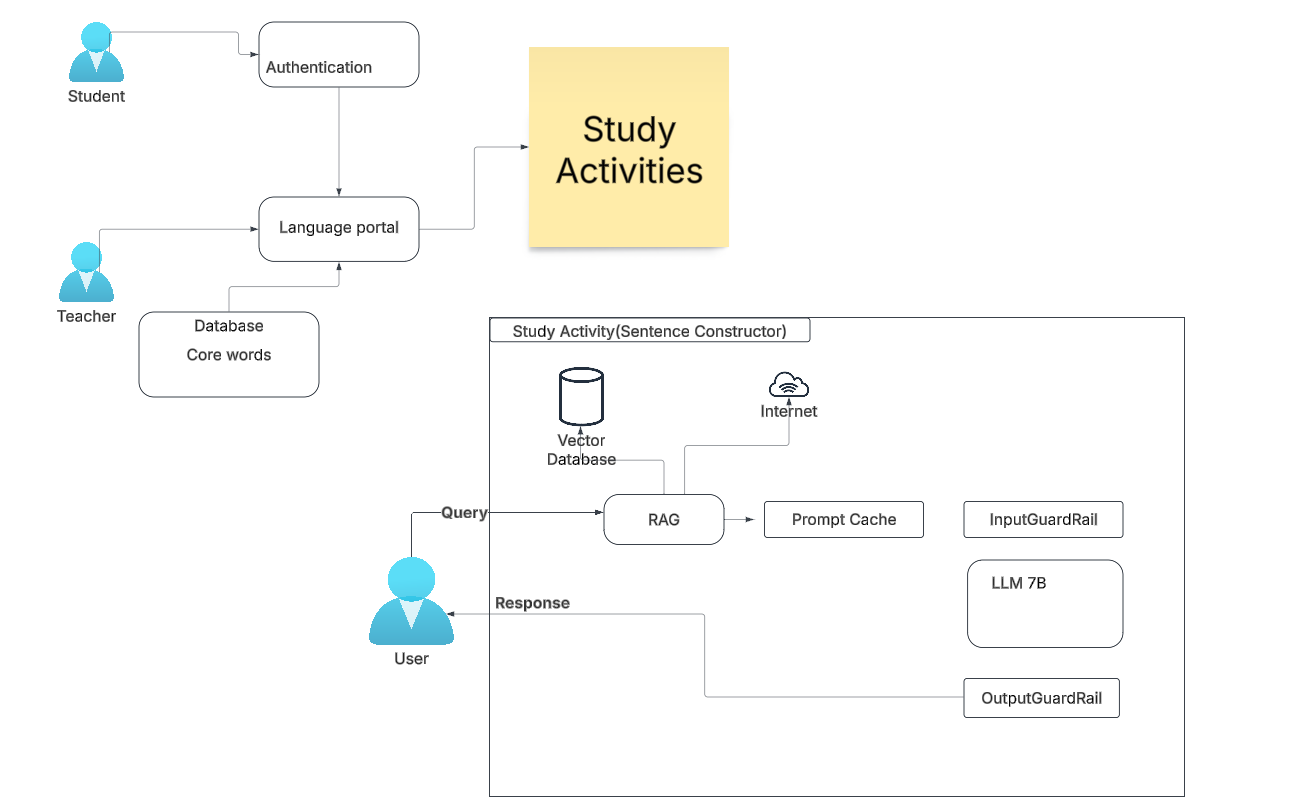 Student
Authentication
Study
Activities
Language portal
Teacher
Database
Core words
Study Activity(Sentence Constructor)
Vector
Database
Internet
Query
RAG
Prompt Cache
InputGuardRail
LLM 7B
Response
User
OutputGuardRail